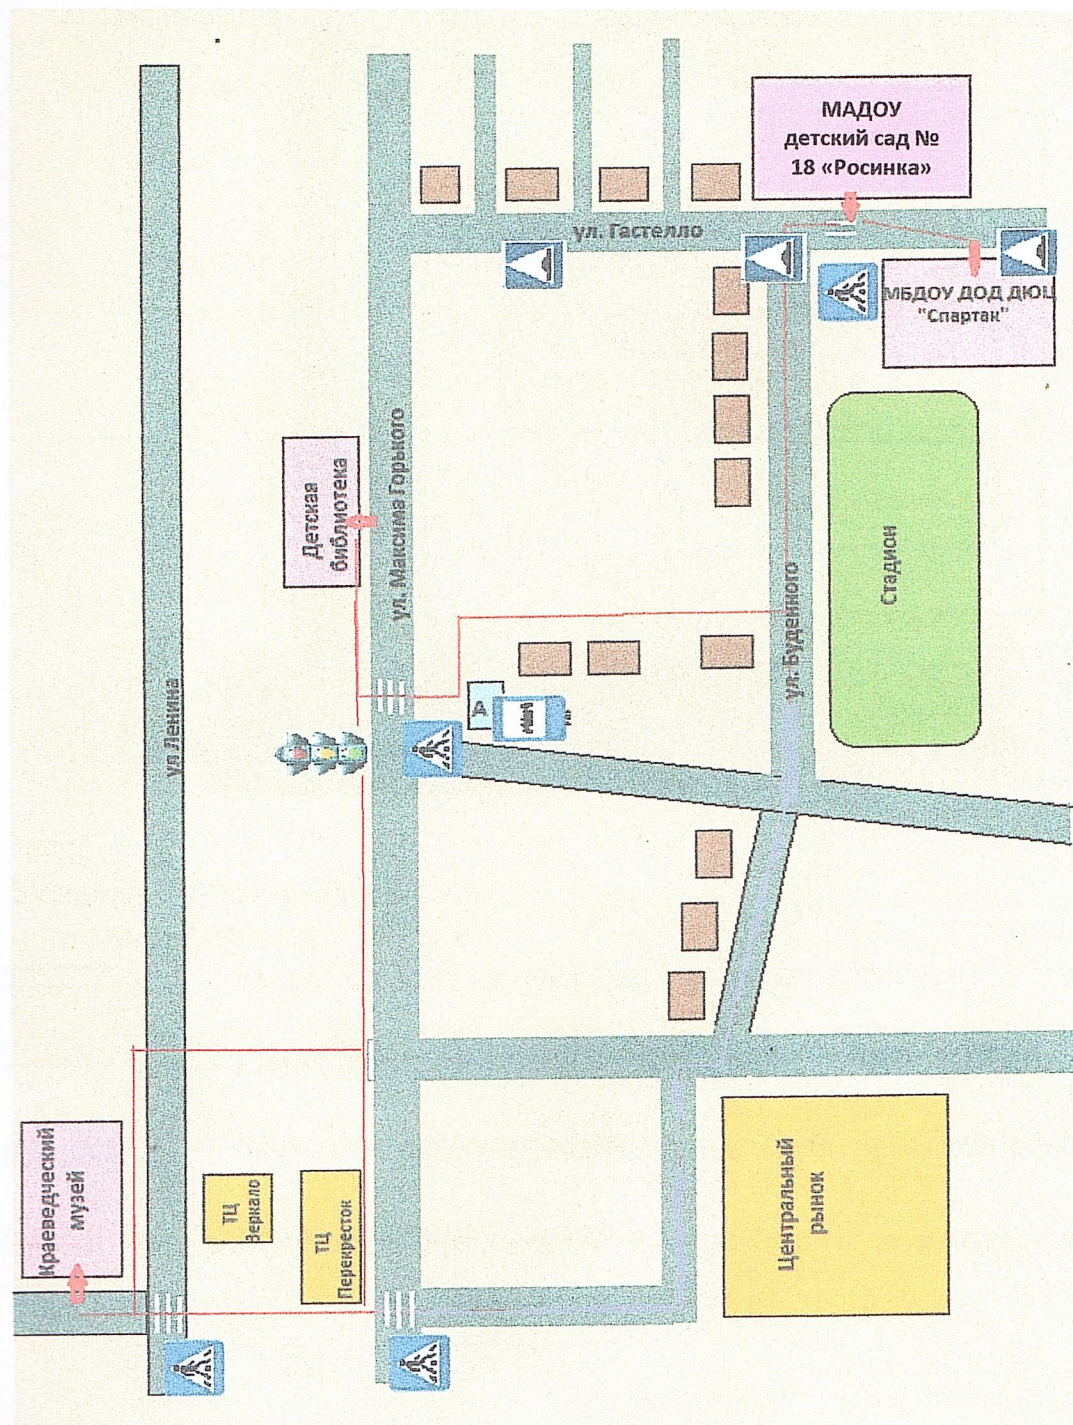 МАДОУ
детский сад №
18 «Росинка»
ул. Гастелло
МБДОУ ДОД ДЮЦ
"Спартак"
Детская
библиотека
ул. Максима Горького
Стадион
ул. Буденного
ул Ленина
А
Краеведческий
музей
ТЦ
Зеркало
ТЦ
Перекресток
Центральный
рынок